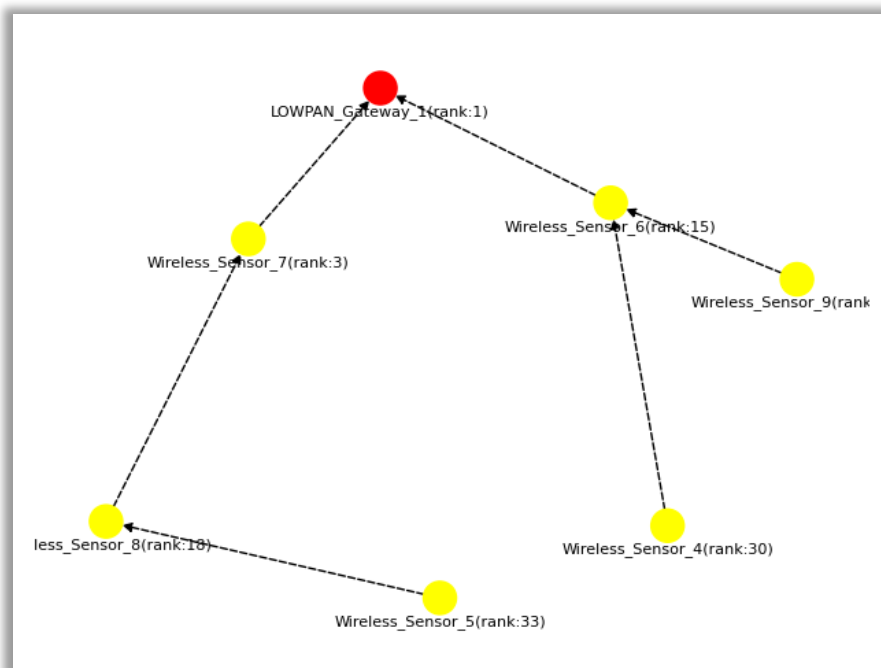 LOWPAN_Gateway_1(rank:1)
Wireless_Sensor_6(rank:15)
Wireless_Sensor_7(rank:3)
Wireless_Sensor_9(rank
less_Sensor_8(rank:18)
Wireless_Sensor_4(rank:30)
Wireless_Sensor_5(rank:33)